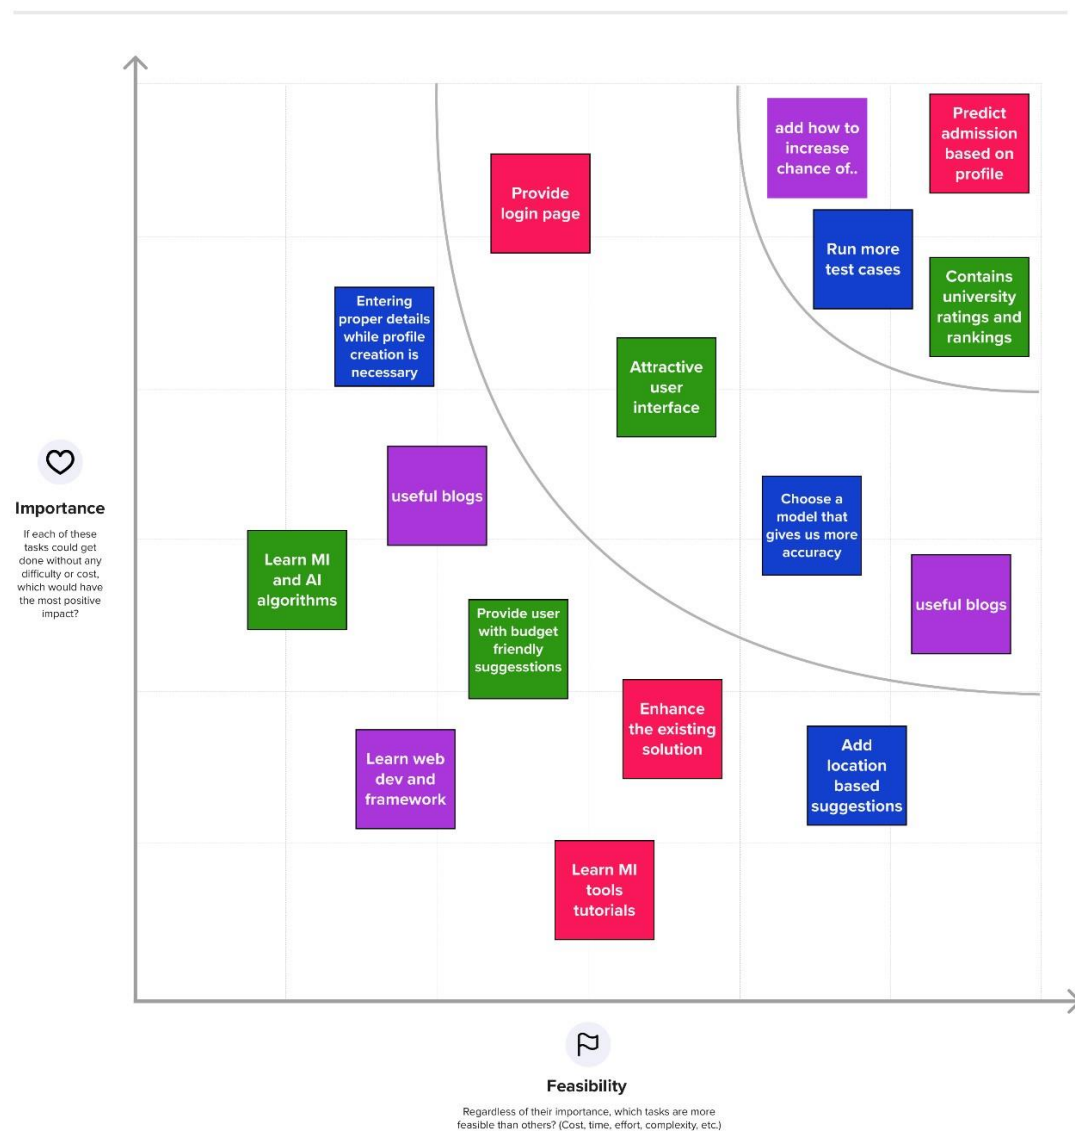 add how to
increase
chance of..
Predict
admission
based on
profile
Provide
login page
Run more
test cases
Contains
university
ratings and
rankings
Entering
proper details
while profile
creation is
necessary
Attractive
user
interface
useful blogs
Choose a
model that
gives us more
accuracy
Importance
If each of these
tasks could get
done without any
difficulty or cost,
which would have
the most positive
impact?
Learn MI
and AI
algorithms
useful blogs
Provide user
with budget
friendly
suggesstions
Enhance
the existing
solution
Learn web
dev and
framework
Add
location
based
suggestions
Learn MI
tools
tutorials
Feasibility
Regardless of their importance, which tasks are more
feasible than others? (Cost, time, effort, complexity, etc.)